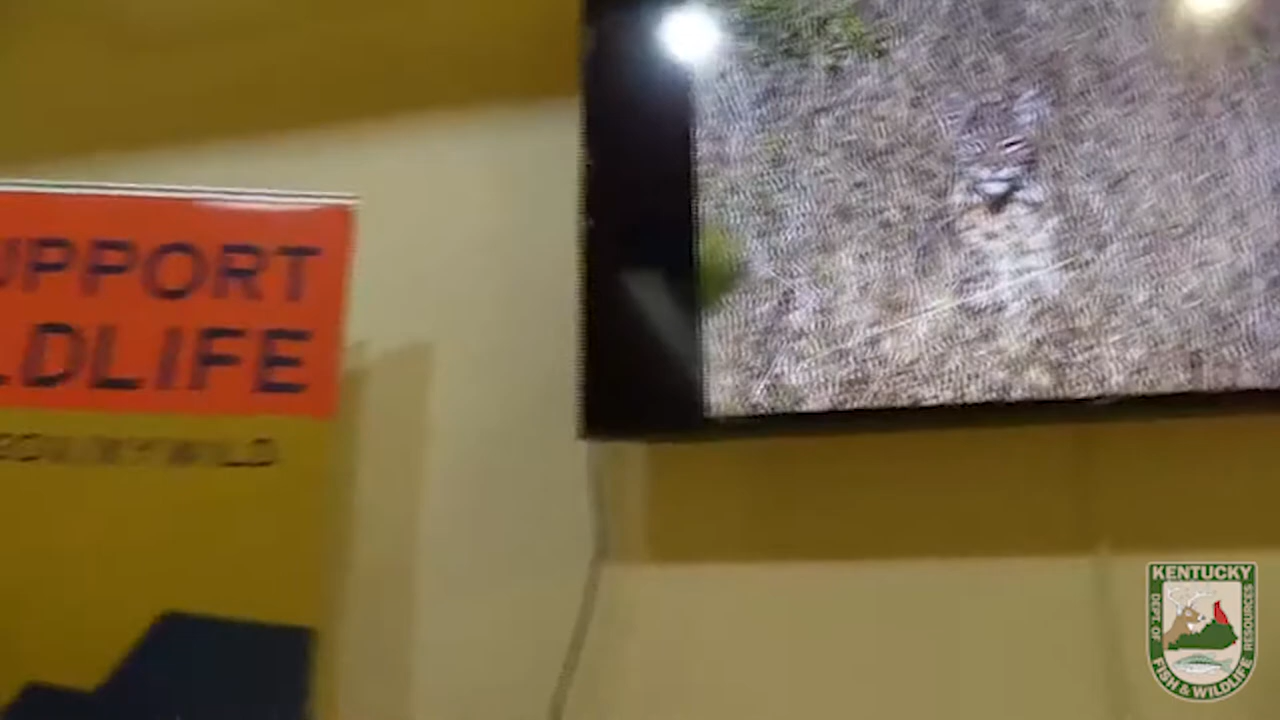 UPPORT
LDLIFE
KENTUCKY
DEPT. OF
FISH & WILDLIFE
RESOURCES